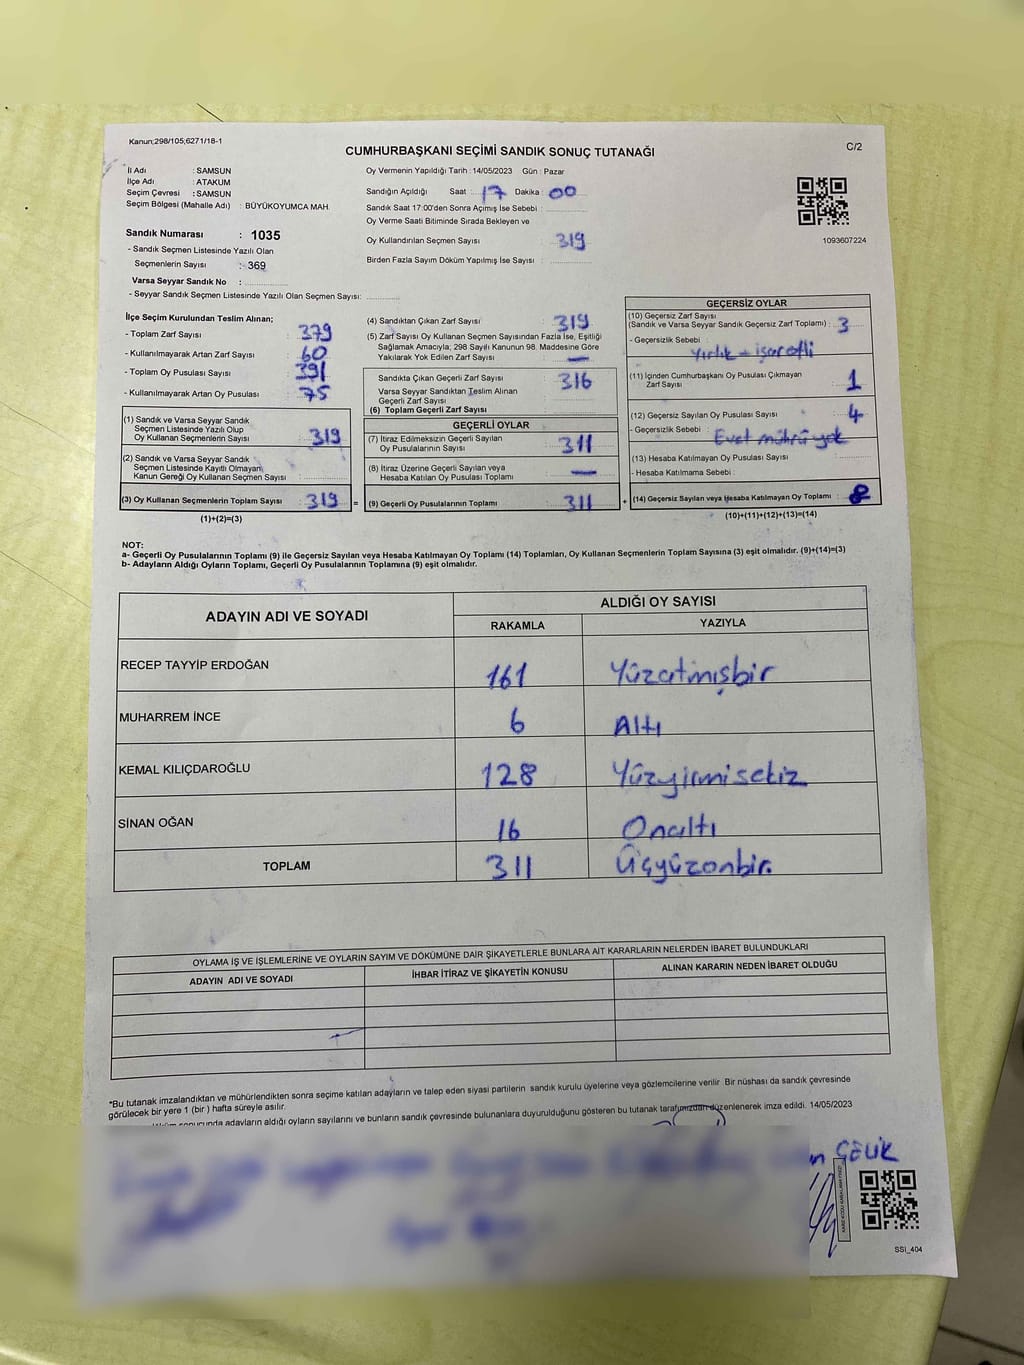 Kanun;298/105;6271/18-1
CUMHURBAŞKANI SEÇİMİ SANDIK SONUÇ TUTANAĞI
C/2
İl Adı : SAMSUN
İlçe Adı : ATAKUM
Seçim Çevresi : SAMSUN
Seçim Bölgesi (Mahalle Adı) : BÜYÜKOYUMCA MAH.
Sandık Numarası : 1035
- Sandık Seçmen Listesinde Yazılı Olan
Seçmenlerin Sayısı : 369
Varsa Seyyar Sandık No :
- Seyyar Sandık Seçmen Listesinde Yazılı Olan Seçmen Sayısı:
Oy Vermenin Yapıldığı Tarih : 14/05/2023 Gün : Pazar
Sandığın Açıldığı Saat : 17 Dakika : 00
Sandık Saat 17:00'den Sonra Açımış İse Sebebi :
Oy Verme Saati Bitiminde Sırada Bekleyen ve
Oy Kullandırılan Seçmen Sayısı 319
Birden Fazla Sayım Döküm Yapılmış İse Sayısı :
1093607224
İlçe Seçim Kurulundan Teslim Alınan;
- Toplam Zarf Sayısı 379
- Kullanılmayarak Artan Zarf Sayısı 60
- Toplam Oy Pusulası Sayısı 391
- Kullanılmayarak Artan Oy Pusulası 75
(1) Sandık ve Varsa Seyyar Sandık
Seçmen Listesinde Yazılı Olup
Oy Kullanan Seçmenlerin Sayısı 319
(2) Sandık ve Varsa Seyyar Sandık
Seçmen Listesinde Kayıtlı Olmayan
Kanun Gereği Oy Kullanan Seçmen Sayısı :
(3) Oy Kullanan Seçmenlerin Toplam Sayısı : 319 =
(1)+(2)=(3)
(4) Sandıktan Çıkan Zarf Sayısı 319
(5) Zarf Sayısı Oy Kullanan Seçmen Sayısından Fazla İse, Eşitliği
Sağlamak Amacıyla; 298 Sayılı Kanunun 98. Maddesine Göre
Yakılarak Yok Edilen Zarf Sayısı —
Sandıkta Çıkan Geçerli Zarf Sayısı 316
Varsa Seyyar Sandıktan Teslim Alınan
Geçerli Zarf Sayısı
(6) Toplam Geçerli Zarf Sayısı
GEÇERLİ OYLAR
(7) İtiraz Edilmeksizin Geçerli Sayılan
Oy Pusulalarının Sayısı 311
(8) İtiraz Üzerine Geçerli Sayılan veya
Hesaba Katılan Oy Pusulaları Toplamı —
(9) Geçerli Oy Pusulalarının Toplamı 311 +
GEÇERSİZ OYLAR
(10) Geçersiz Zarf Sayısı
(Sandık ve Varsa Seyyar Sandık Geçersiz Zarf Toplamı) : 3
- Geçersizlik Sebebi : Yırtık - işaretli
(11) İçinden Cumhurbaşkanı Oy Pusulası Çıkmayan
Zarf Sayısı 1
(12) Geçersiz Sayılan Oy Pusulası Sayısı 4
- Geçersizlik Sebebi : Evet mührü yok
(13) Hesaba Katılmayan Oy Pusulası Sayısı
- Hesaba Katılmama Sebebi :
(14) Geçersiz Sayılan veya Hesaba Katılmayan Oy Toplamı : 8
(10)+(11)+(12)+(13)=(14)
NOT:
a- Geçerli Oy Pusulalarının Toplamı (9) ile Geçersiz Sayılan veya Hesaba Katılmayan Oy Toplamı (14) Toplamları, Oy Kullanan Seçmenlerin Toplam Sayısına (3) eşit olmalıdır. (9)+(14)=(3)
b- Adayların Aldığı Oyların Toplamı, Geçerli Oy Pusulalarının Toplamına (9) eşit olmalıdır.
ADAYIN ADI VE SOYADI
ALDIĞI OY SAYISI
RAKAMLA YAZIYLA
RECEP TAYYİP ERDOĞAN 161 Yüzatmışbir
MUHARREM İNCE 6 Altı
KEMAL KILIÇDAROĞLU 128 Yüzyirmisekiz
SİNAN OĞAN 16 Onaltı
TOPLAM 311 Üçyüzonbir.
OYLAMA İŞ VE İŞLEMLERİNE VE OYLARIN SAYIM VE DÖKÜMÜNE DAİR ŞİKAYETLERLE BUNLARA AİT KARARLARIN NELERDEN İBARET BULUNDUKLARI
ADAYIN ADI VE SOYADI İHBAR İTİRAZ VE ŞİKAYETİN KONUSU ALINAN KARARIN NEDEN İBARET OLDUĞU
*Bu tutanak imzalandıktan ve mühürlendikten sonra seçime katılan adayların ve talep eden siyasi partilerin sandık kurulu üyelerine veya gözlemcilerine verilir. Bir nüshası da sandık çevresinde
görülecek bir yere 1 (bir) hafta süreyle asılır.
adayların aldığı oyların sayılarını ve bunların sandık çevresinde bulunanlara duyurulduğunu gösteren bu tutanak tarafımızdan düzenlenerek imza edildi. 14/05/2023
ÇELİK
SSI_404